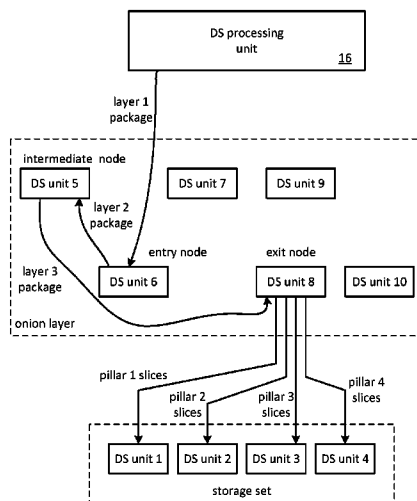 DS processing
unit
16
layer 1
package
intermediate node
DS unit 5
DS unit 7
DS unit 9
layer 2
package
layer 3
package
entry node
exit node
DS unit 6
DS unit 8
DS unit 10
onion layer
pillar 1 slices
pillar 2
slices
pillar 3
slices
pillar 4
slices
DS unit 1
DS unit 2
DS unit 3
DS unit 4
storage set